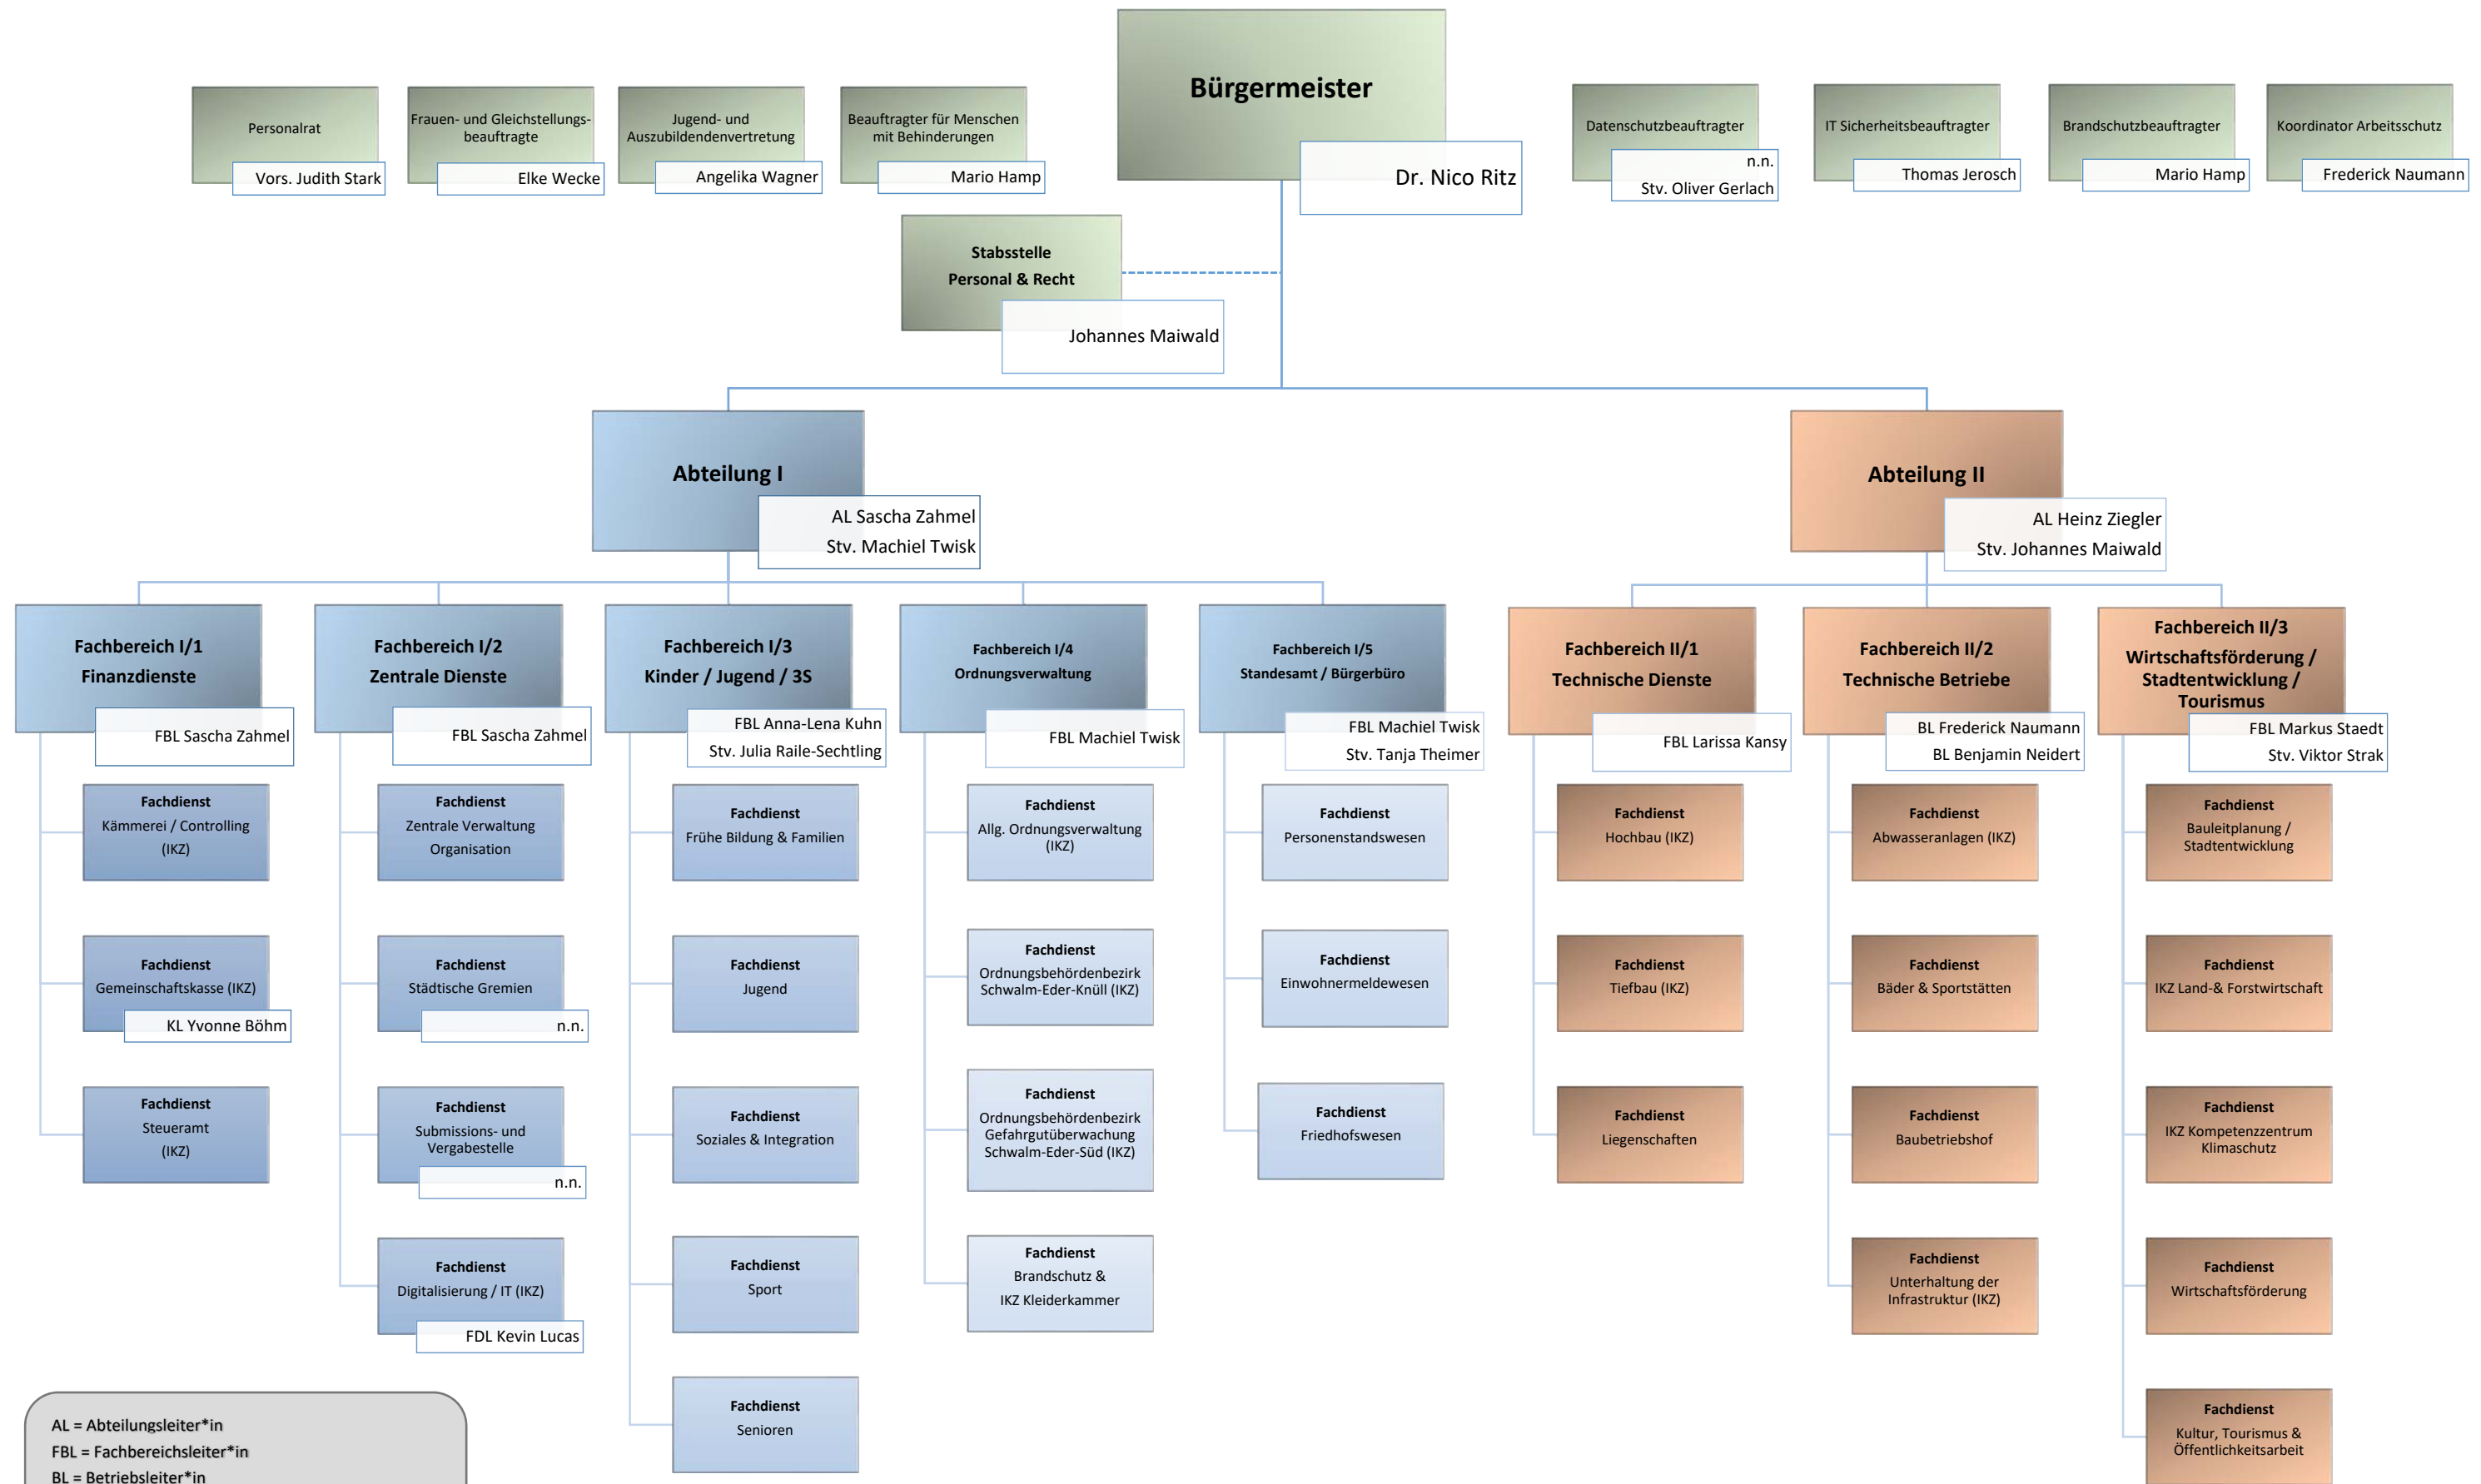 Bürgermeister
Dr. Nico Ritz
Personalrat
Vors. Judith Stark
Frauen- und Gleichstellungs-
beauftragte
Elke Wecke
Jugend- und
Auszubildendenvertretung
Angelika Wagner
Beauftragter für Menschen
mit Behinderungen
Mario Hamp
Datenschutzbeauftragter
n.n.
Stv. Oliver Gerlach
IT Sicherheitsbeauftragter
Thomas Jerosch
Brandschutzbeauftragter
Mario Hamp
Koordinator Arbeitsschutz
Frederick Naumann
Stabsstelle
Personal & Recht
Johannes Maiwald
Abteilung I
AL Sascha Zahmel
Stv. Machiel Twisk
Abteilung II
AL Heinz Ziegler
Stv. Johannes Maiwald
Fachbereich I/1
Finanzdienste
FBL Sascha Zahmel
Fachdienst
Kämmerei / Controlling
(IKZ)
Fachdienst
Gemeinschaftskasse (IKZ)
KL Yvonne Böhm
Fachdienst
Steueramt
(IKZ)
Fachbereich I/2
Zentrale Dienste
FBL Sascha Zahmel
Fachdienst
Zentrale Verwaltung
Organisation
Fachdienst
Städtische Gremien
n.n.
Fachdienst
Submissions- und
Vergabestelle
n.n.
Fachdienst
Digitalisierung / IT (IKZ)
FDL Kevin Lucas
Fachbereich I/3
Kinder / Jugend / 3S
FBL Anna-Lena Kuhn
Stv. Julia Raile-Sechtling
Fachdienst
Frühe Bildung & Familien
Fachdienst
Jugend
Fachdienst
Soziales & Integration
Fachdienst
Sport
Fachdienst
Senioren
Fachbereich I/4
Ordnungsverwaltung
FBL Machiel Twisk
Fachdienst
Allg. Ordnungsverwaltung
(IKZ)
Fachdienst
Ordnungsbehördenbezirk
Schwalm-Eder-Knüll (IKZ)
Fachdienst
Ordnungsbehördenbezirk
Gefahrgutüberwachung
Schwalm-Eder-Süd (IKZ)
Fachdienst
Brandschutz &
IKZ Kleiderkammer
Fachbereich I/5
Standesamt / Bürgerbüro
FBL Machiel Twisk
Stv. Tanja Theimer
Fachdienst
Personenstandswesen
Fachdienst
Einwohnermeldewesen
Fachdienst
Friedhofswesen
Fachbereich II/1
Technische Dienste
FBL Larissa Kansy
Fachdienst
Hochbau (IKZ)
Fachdienst
Tiefbau (IKZ)
Fachdienst
Liegenschaften
Fachbereich II/2
Technische Betriebe
BL Frederick Naumann
BL Benjamin Neidert
Fachdienst
Abwasseranlagen (IKZ)
Fachdienst
Bäder & Sportstätten
Fachdienst
Baubetriebshof
Fachdienst
Unterhaltung der
Infrastruktur (IKZ)
Fachbereich II/3
Wirtschaftsförderung /
Stadtentwicklung /
Tourismus
FBL Markus Staedt
Stv. Viktor Strak
Fachdienst
Bauleitplanung /
Stadtentwicklung
Fachdienst
IKZ Land-& Forstwirtschaft
Fachdienst
IKZ Kompetenzzentrum
Klimaschutz
Fachdienst
Wirtschaftsförderung
Fachdienst
Kultur, Tourismus &
Öffentlichkeitsarbeit
AL = Abteilungsleiter*in
FBL = Fachbereichsleiter*in
BL = Betriebsleiter*in